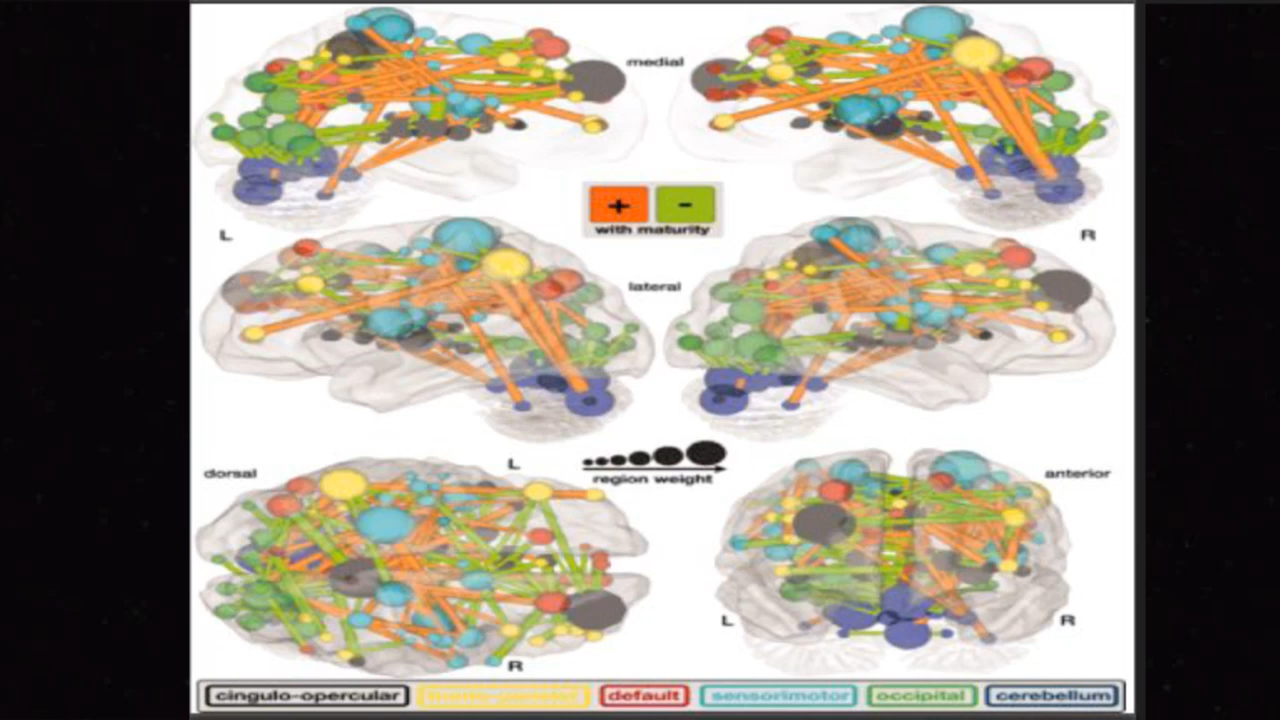 medial
+ -
with maturity
L
R
lateral
dorsal
L
region weight
anterior
L
R
R
cingulo-opercular
default
sensorimotor
occipital
cerebellum